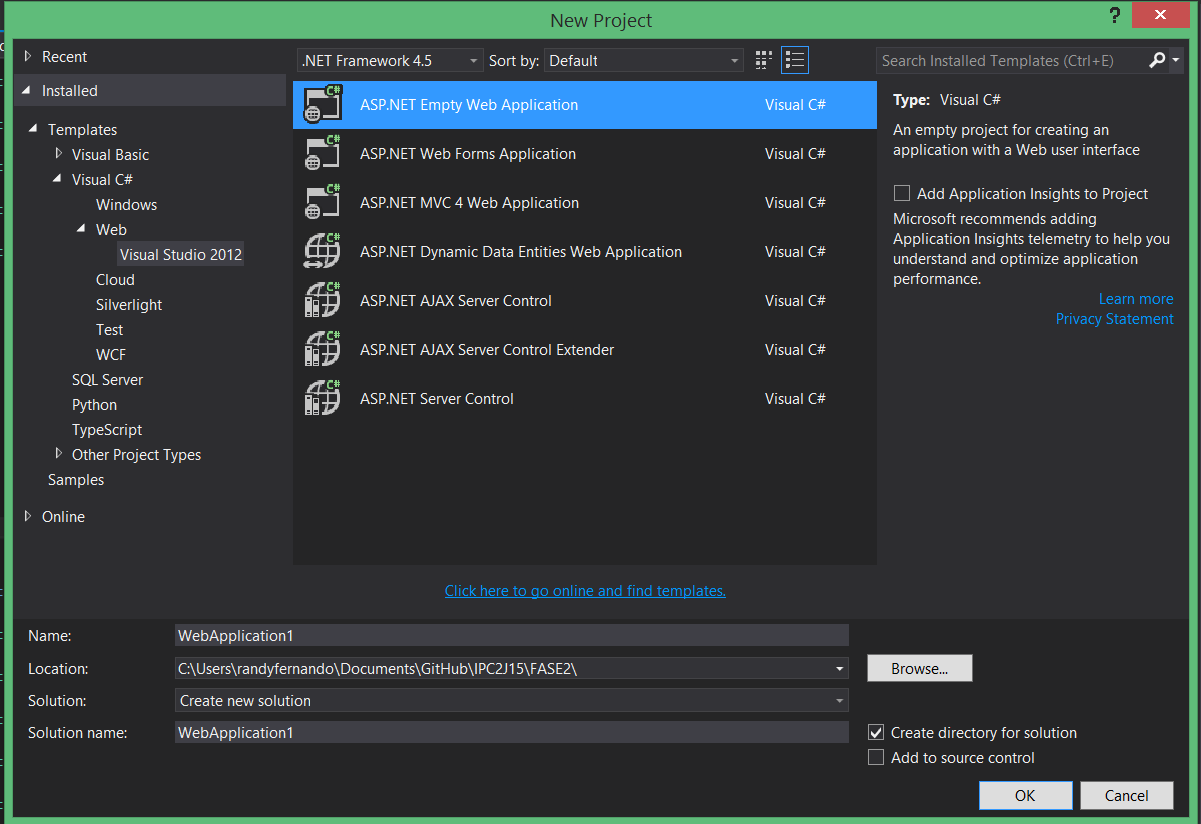 New Project
?
Recent
Installed
Templates
Visual Basic
Visual C#
Windows
Web
Visual Studio 2012
Cloud
Silverlight
Test
WCF
SQL Server
Python
TypeScript
Other Project Types
Samples
Online
.NET Framework 4.5 Sort by: Default
C# ASP.NET Empty Web Application Visual C#
C# ASP.NET Web Forms Application Visual C#
C# ASP.NET MVC 4 Web Application Visual C#
C# ASP.NET Dynamic Data Entities Web Application Visual C#
C# ASP.NET AJAX Server Control Visual C#
C# ASP.NET AJAX Server Control Extender Visual C#
C# ASP.NET Server Control Visual C#
Click here to go online and find templates.
Search Installed Templates (Ctrl+E)
Type: Visual C#
An empty project for creating an
application with a Web user interface
Add Application Insights to Project
Microsoft recommends adding
Application Insights telemetry to help you
understand and optimize application
performance.
Learn more
Privacy Statement
Name: WebApplication1
Location: C:\Users\randyfernando\Documents\GitHub\IPC2J15\FASE2\ Browse...
Solution: Create new solution
Solution name: WebApplication1
Create directory for solution
Add to source control
OK Cancel